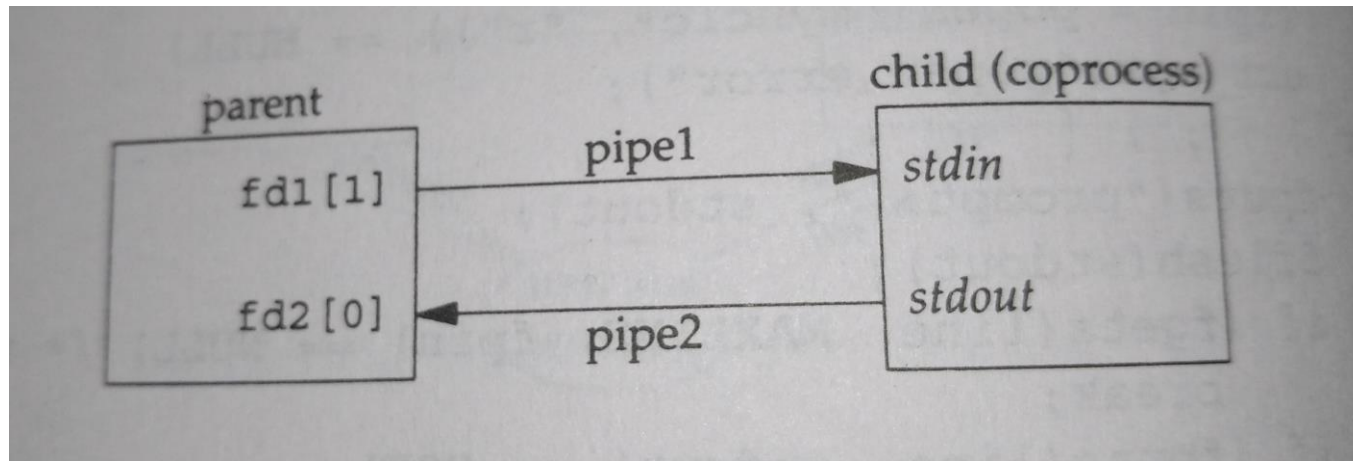 parent
child (coprocess)
fd1[1]
pipe1
stdin
fd2[0]
pipe2
stdout